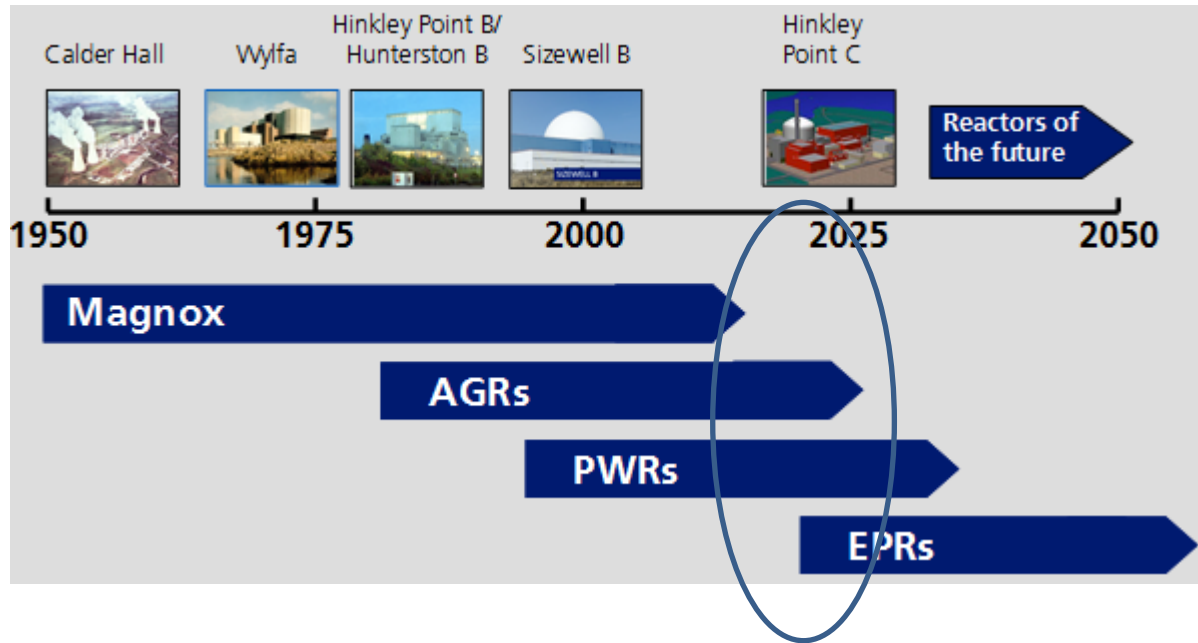 Calder Hall
Wylfa
Hinkley Point B/
Hunterston B
Sizewell B
Hinkley
Point C
SIZEWELL B
Reactors of
the future
1950
1975
2000
2025
2050
Magnox
AGRs
PWRs
EPRs